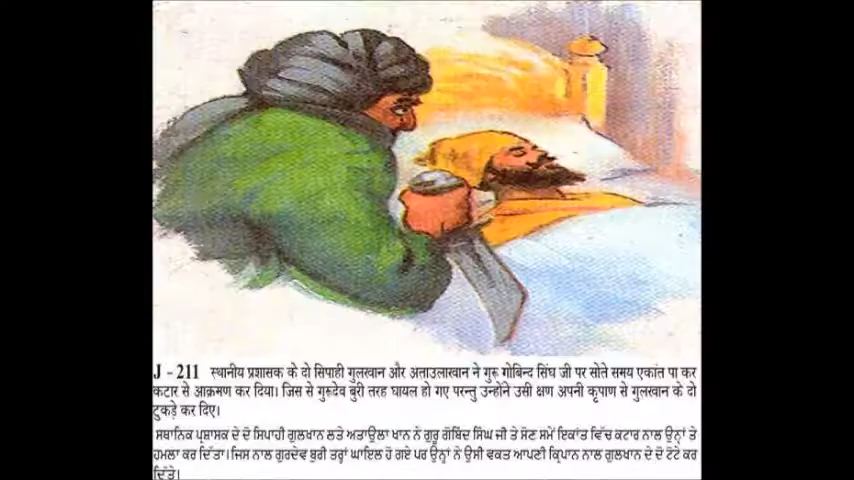 J - 211 स्थानीय प्रशासक के दो सिपाही गुलखान और अताउलाखान ने गुरू गोबिन्द सिंघ जी पर सोते समय एकांत पा कर
कटार से आक्रमण कर दिया। जिस से गुरूदेव बुरी तरह घायल हो गए परन्तु उन्होंने उसी क्षण अपनी कृपाण से गुलखान के दो
टुकड़े कर दिए।
ਸਥਾਨਿਕ ਪ੍ਰਸ਼ਾਸਕ ਦੇ ਦੋ ਸਿਪਾਹੀ ਗੁਲਖਾਨ ਲਤੇ ਅਤਾਉਲਾ ਖਾਨ ਨੇ ਗੁਰੂ ਗੋਬਿੰਦ ਸਿੰਘ ਜੀ ਤੇ ਸੋਣ ਸਮੇਂ ਇਕਾਂਤ ਵਿੱਚ ਕਟਾਰ ਨਾਲ ਉਨ੍ਹਾਂ ਤੇ
ਹਮਲਾ ਕਰ ਦਿੱਤਾ।ਜਿਸ ਨਾਲ ਗੁਰਦੇਵ ਬੁਰੀ ਤਰ੍ਹਾਂ ਘਾਇਲ ਹੋ ਗਏ ਪਰ ਉਨ੍ਹਾਂ ਨੇ ਉਸੀ ਵਕਤ ਆਪਣੀ ਕ੍ਰਿਪਾਨ ਨਾਲ ਗੁਲਖਾਨ ਦੇ ਦੋ ਟੋਟੇ ਕਰ
ਦਿੱਤੇ।